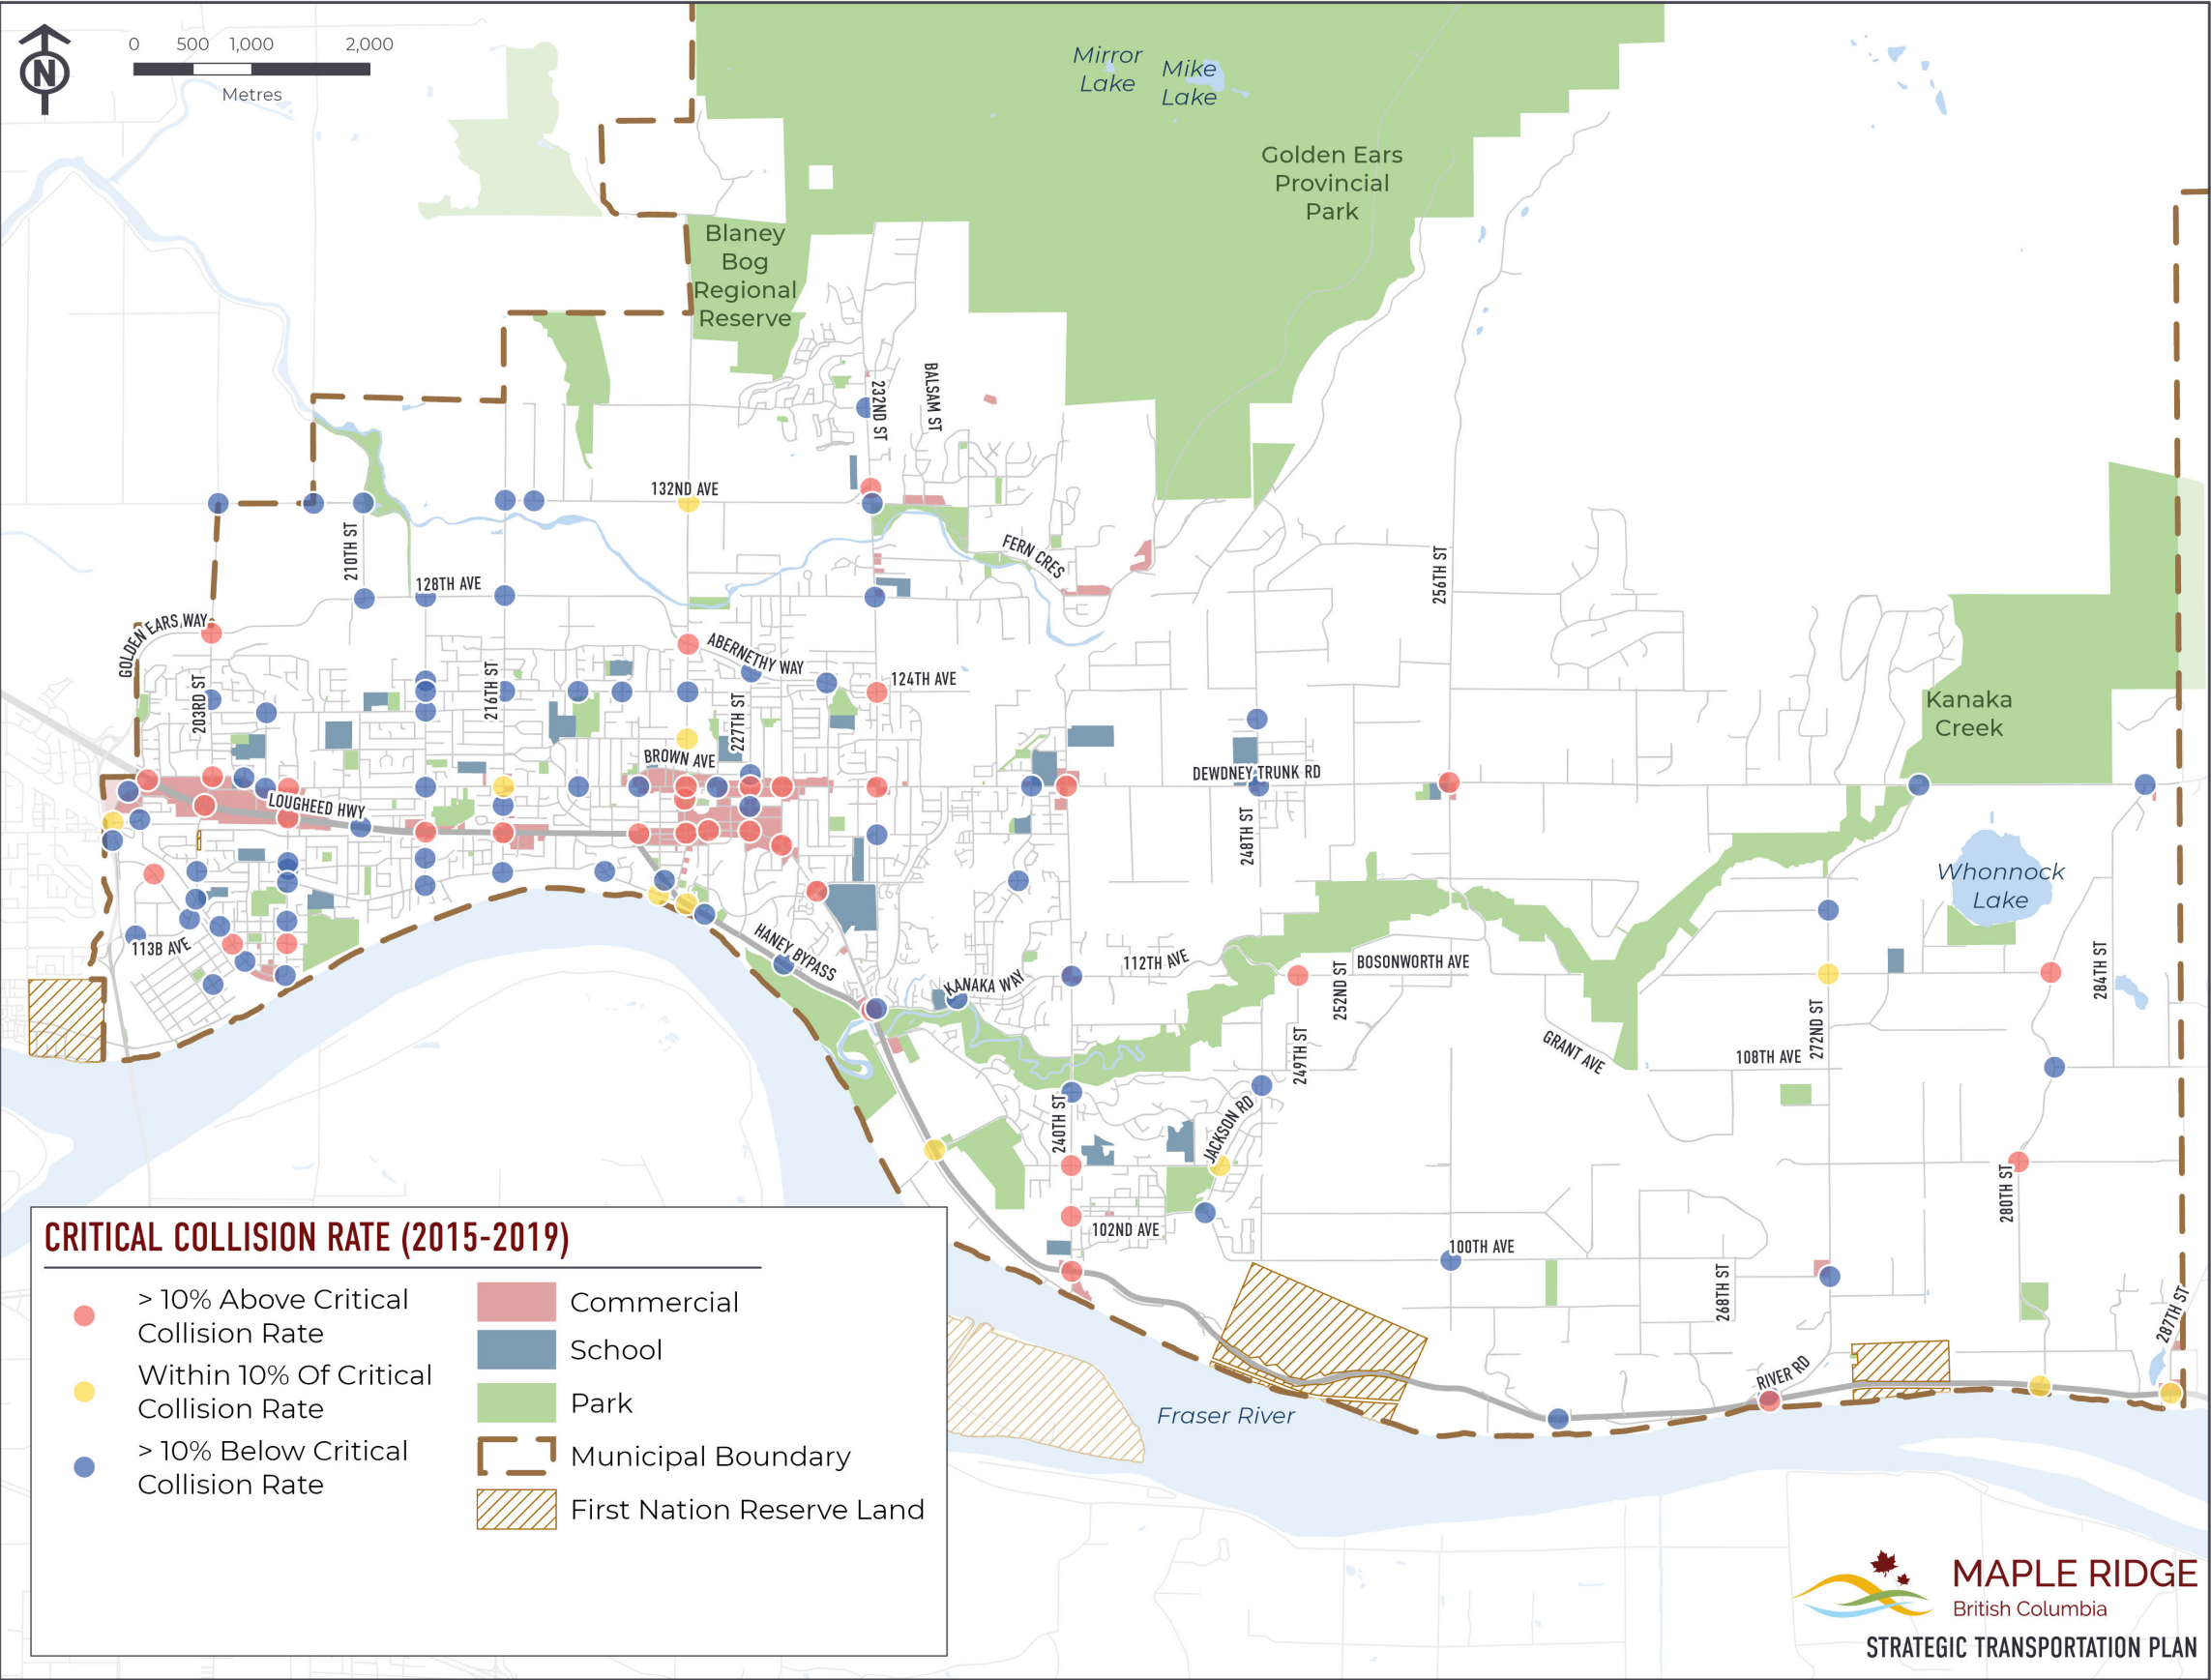 0 500 1,000 2,000
Metres
N
Mirror
Lake
Mike
Lake
Golden Ears
Provincial
Park
Blaney
Bog
Regional
Reserve
232ND ST
BALSAM ST
132ND AVE
210TH ST
128TH AVE
FERN CRES
256TH ST
GOLDEN EARS WAY
ABERNETHY WAY
124TH AVE
203RD ST
216TH ST
227TH ST
Kanaka
Creek
BROWN AVE
DEWDNEY TRUNK RD
LOUGHEED HWY
248TH ST
Whonnock
Lake
113B AVE
HANEY BYPASS
KANAKA WAY
112TH AVE
BOSONWORTH AVE
252ND ST
284TH ST
272ND ST
249TH ST
GRANT AVE
108TH AVE
240TH ST
JACKSON RD
280TH ST
102ND AVE
100TH AVE
268TH ST
287TH ST
RIVER RD
Fraser River
CRITICAL COLLISION RATE (2015-2019)
> 10% Above Critical
Collision Rate
Within 10% Of Critical
Collision Rate
> 10% Below Critical
Collision Rate
Commercial
School
Park
Municipal Boundary
First Nation Reserve Land
MAPLE RIDGE
British Columbia
STRATEGIC TRANSPORTATION PLAN